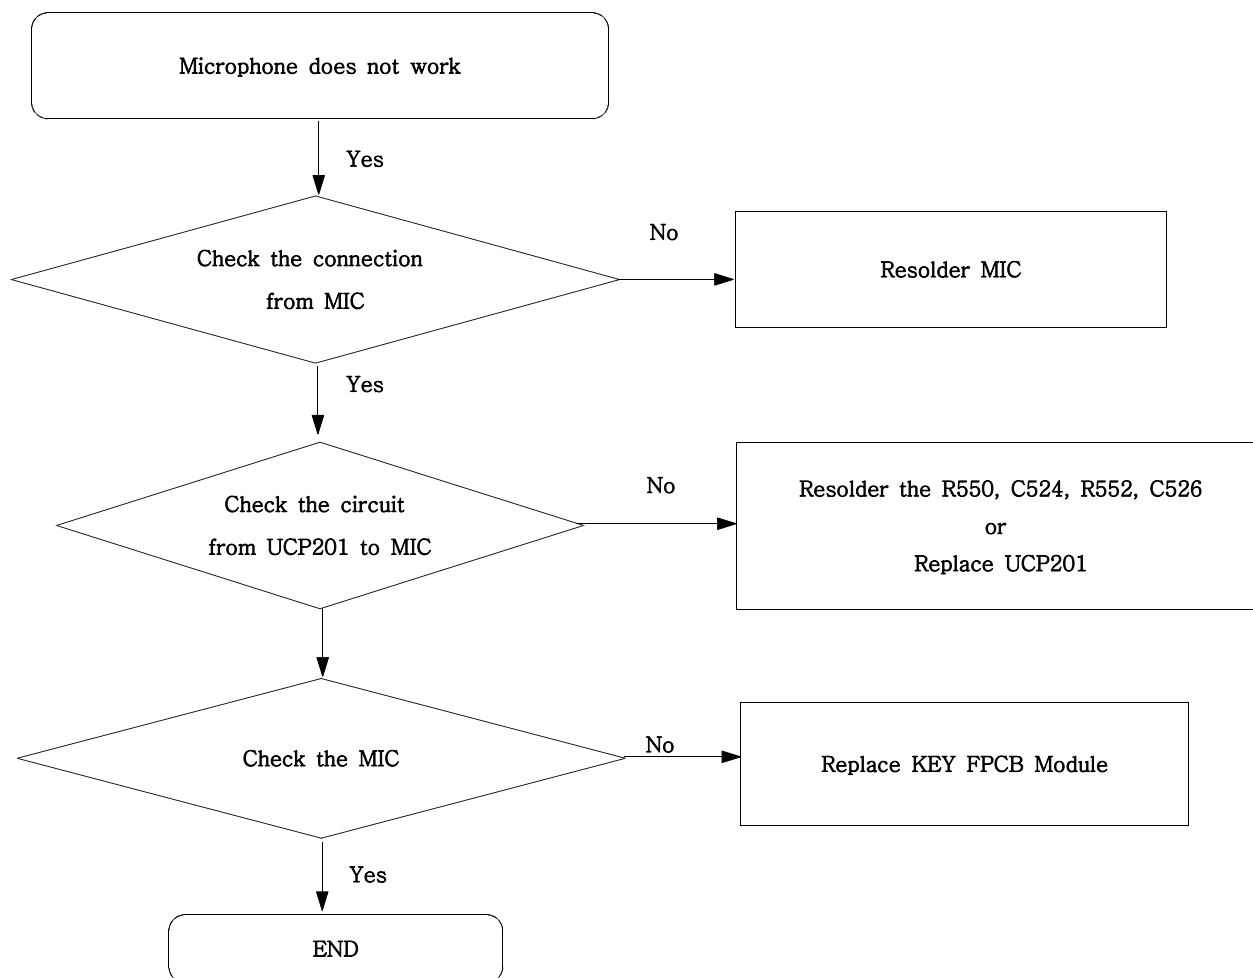 Microphone does not work
Yes
Check the connection
from MIC
No
Resolder MIC
Yes
Check the circuit
from UCP201 to MIC
No
Resolder the R550, C524, R552, C526
or
Replace UCP201
Check the MIC
No
Replace KEY FPCB Module
Yes
END